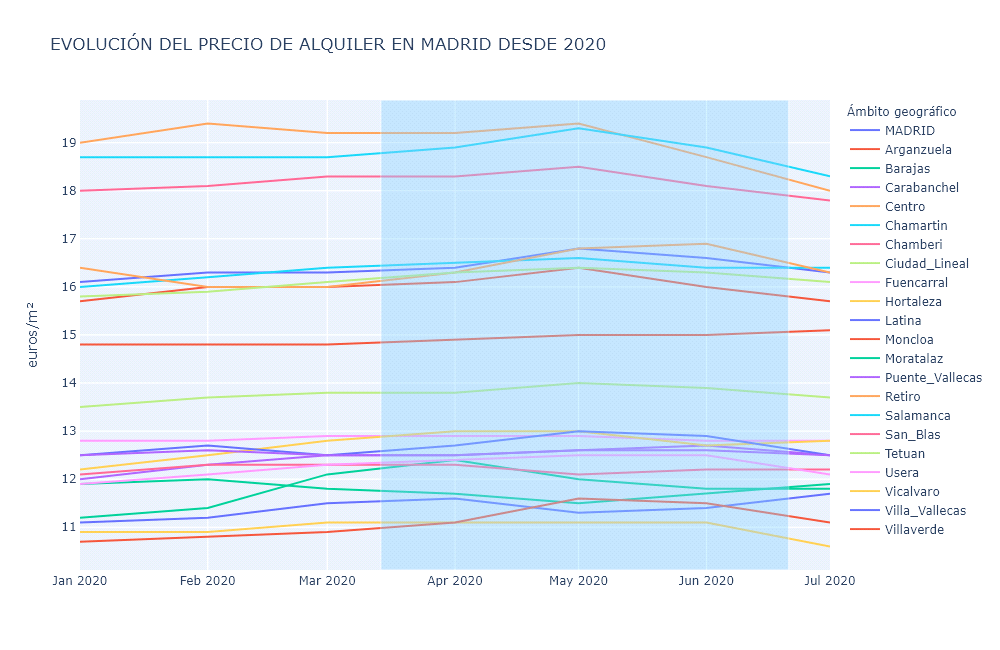 EVOLUCIÓN DEL PRECIO DE ALQUILER EN MADRID DESDE 2020
euros/m²
19
18
17
16
15
14
13
12
11
Jan 2020
Feb 2020
Mar 2020
Apr 2020
May 2020
Jun 2020
Jul 2020
Ámbito geográfico
MADRID
Arganzuela
Barajas
Carabanchel
Centro
Chamartin
Chamberi
Ciudad_Lineal
Fuencarral
Hortaleza
Latina
Moncloa
Moratalaz
Puente_Vallecas
Retiro
Salamanca
San_Blas
Tetuan
Usera
Vicalvaro
Villa_Vallecas
Villaverde